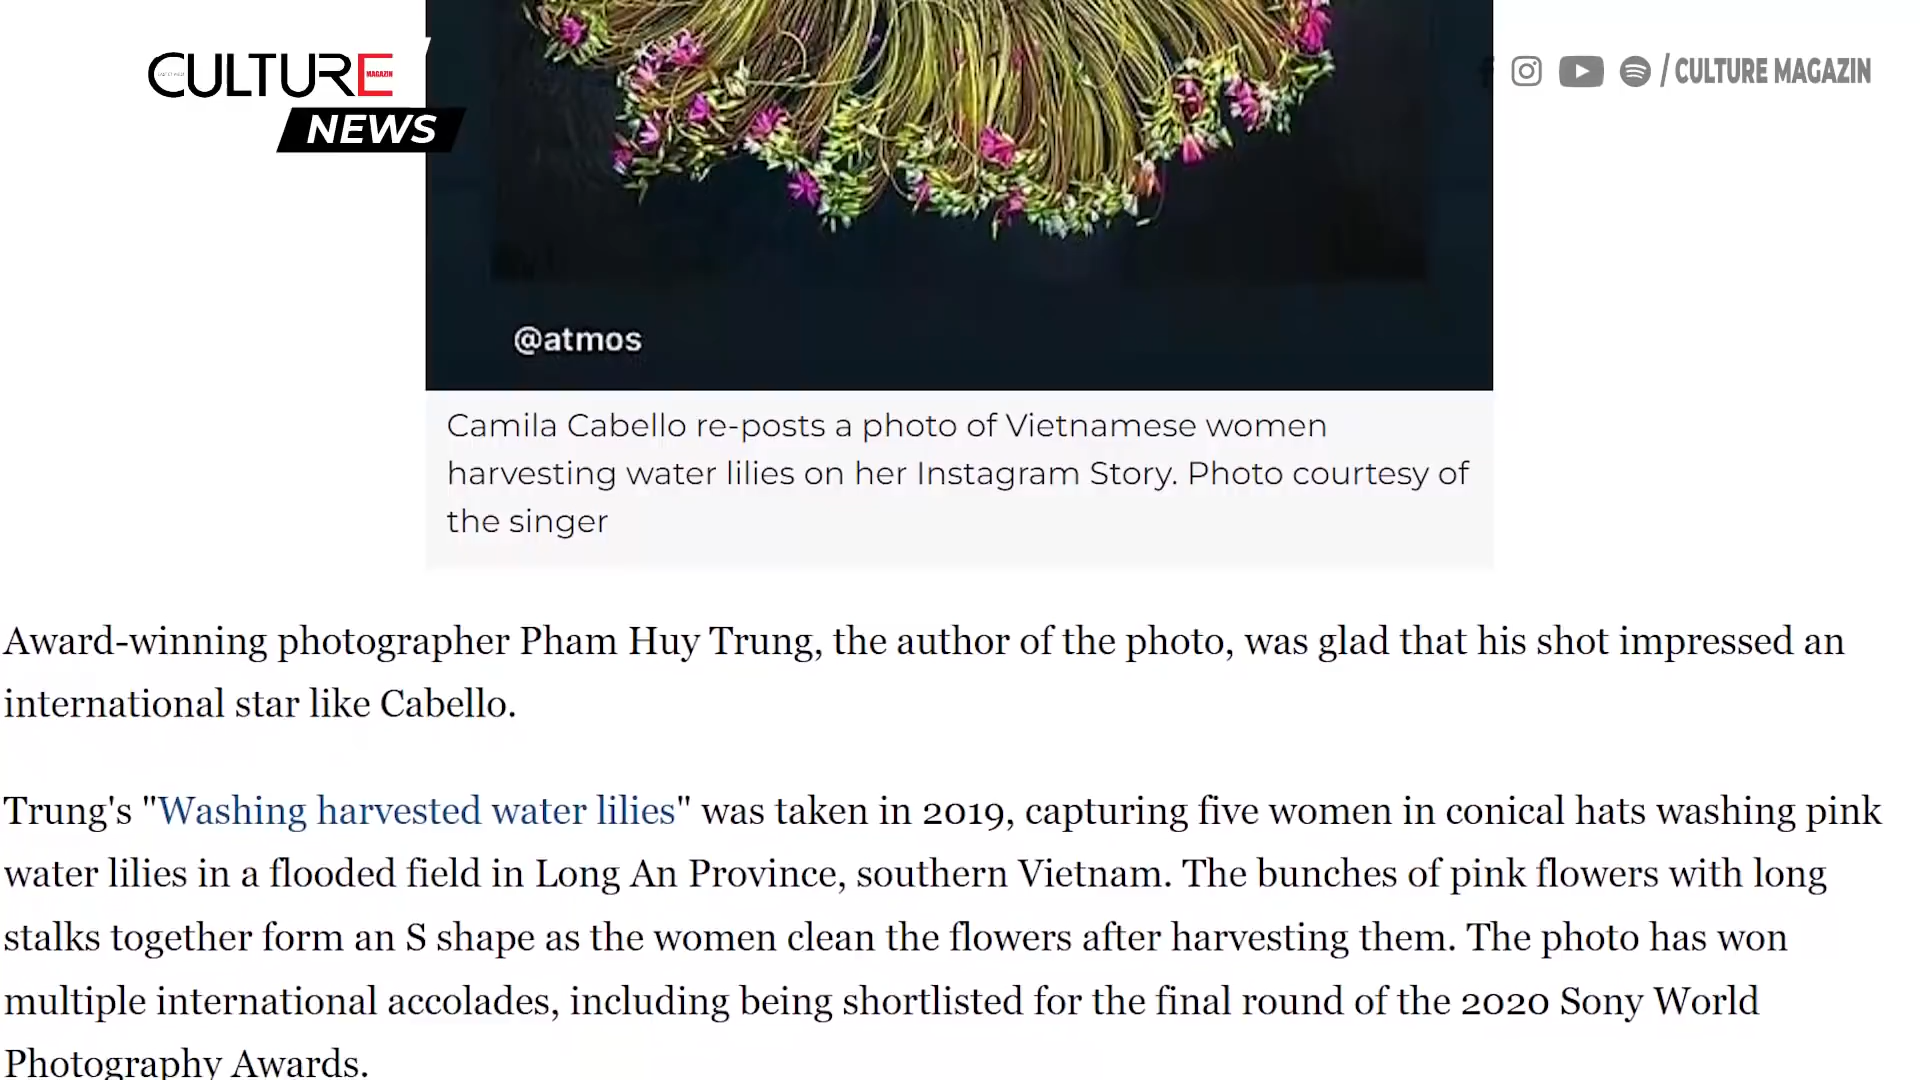 CULTURE
MAGAZIN
NEWS
/ CULTURE MAGAZIN
@atmos
Camila Cabello re-posts a photo of Vietnamese women
harvesting water lilies on her Instagram Story. Photo courtesy of
the singer
Award-winning photographer Pham Huy Trung, the author of the photo, was glad that his shot impressed an
international star like Cabello.
Trung's "Washing harvested water lilies" was taken in 2019, capturing five women in conical hats washing pink
water lilies in a flooded field in Long An Province, southern Vietnam. The bunches of pink flowers with long
stalks together form an S shape as the women clean the flowers after harvesting them. The photo has won
multiple international accolades, including being shortlisted for the final round of the 2020 Sony World
Photography Awards.